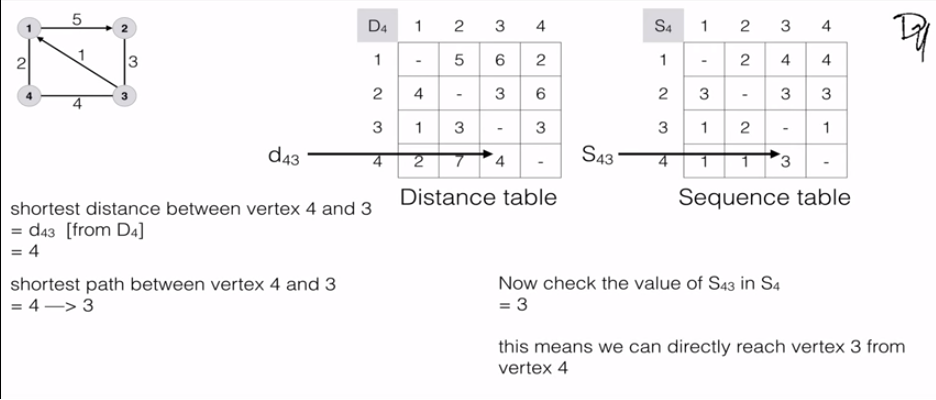 5
1 2
2 1 3
4 3
4
D4 1 2 3 4
1 - 5 6 2
2 4 - 3 6
3 1 3 - 3
4 2 7 4 -
d43
Distance table
S4 1 2 3 4
1 - 2 4 4
2 3 - 3 3
3 1 2 - 1
4 1 1 3 -
S43
Sequence table
shortest distance between vertex 4 and 3
= d43 [from D4]
= 4
shortest path between vertex 4 and 3
= 4 —> 3
Now check the value of S43 in S4
= 3
this means we can directly reach vertex 3 from
vertex 4